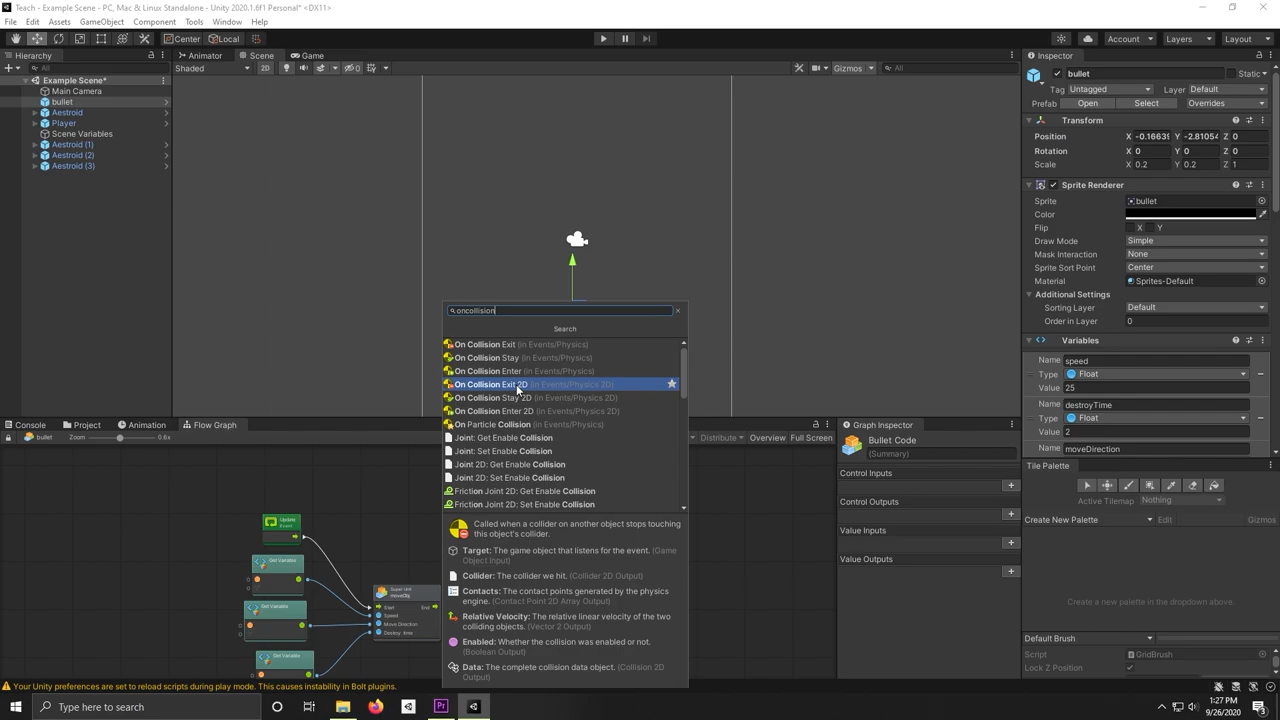 Teach - Example Scene - PC, Mac & Linux Standalone - Unity 2020.1.6f1 Personal* <DX11>
File Edit Assets GameObject Component Tools Window Help
Center Local Account Layers Layout
Hierarchy Animator Scene Game Inspector
All Shaded 2D 0 Gizmos All bullet Static
Example Scene*
Main Camera
bullet
Aestroid
Player
Scene Variables
Aestroid (1)
Aestroid (2)
Aestroid (3)
Tag Untagged Layer Default
Prefab Open Select Overrides
Transform
Position X -0.1663 Y -2.81054 Z 0
Rotation X 0 Y 0 Z 0
Scale X 0.2 Y 0.2 Z 1
Sprite Renderer
Sprite bullet
Color
Flip X Y
Draw Mode Simple
Mask Interaction None
Sprite Sort Point Center
Material Sprites-Default
Additional Settings
Sorting Layer Default
Order in Layer 0
Variables
Name speed
Type Float
Value 25
Name destroyTime
Type Float
Value 2
Name moveDirection
oncollision
Search
On Collision Exit (in Events/Physics)
On Collision Stay (in Events/Physics)
On Collision Enter (in Events/Physics)
On Collision Exit 2D (in Events/Physics 2D)
On Collision Stay 2D (in Events/Physics 2D)
On Collision Enter 2D (in Events/Physics 2D)
On Particle Collision (in Events/Physics)
Joint: Get Enable Collision
Joint: Set Enable Collision
Joint 2D: Get Enable Collision
Joint 2D: Set Enable Collision
Friction Joint 2D: Get Enable Collision
Friction Joint 2D: Set Enable Collision
Called when a collider on another object stops touching
this object's collider.
Target: The game object that listens for the event. (Game
Object Input)
Collider: The collider we hit. (Collider 2D Output)
Contacts: The contact points generated by the physics
engine. (Contact Point 2D Array Output)
Relative Velocity: The relative linear velocity of the two
colliding objects. (Vector 2 Output)
Enabled: Whether the collision was enabled or not.
(Boolean Output)
Data: The complete collision data object. (Collision 2D
Output)
Console Project Animation Flow Graph
bullet Zoom 0.6x Distribute Overview Full Screen
Update
Event
Get Variable
Get Variable
Get Variable
Super Unit
moveObj
Start End
Speed
Move Direction
Destroy time
Graph Inspector
Bullet Code
(Summary)
Control Inputs
Control Outputs
Value Inputs
Value Outputs
Tile Palette
Active Tilemap Nothing
Create New Palette Edit Gizmos
Create a new palette in the dropdown above.
Default Brush
Script GridBrush
Lock Z Position
Your Unity preferences are set to reload scripts during play mode. This causes instability in Bolt plugins.
Type here to search
1:27 PM
9/26/2020
3